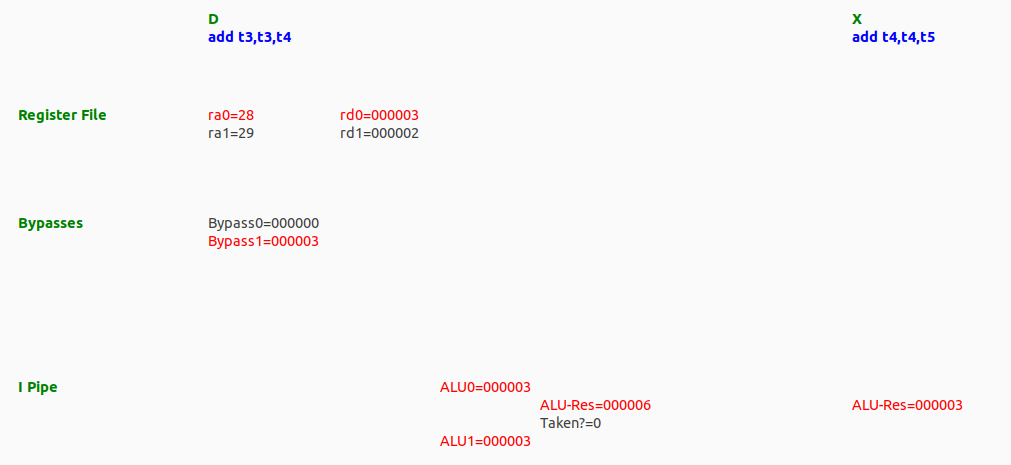 D X
add t3,t3,t4 add t4,t4,t5
Register File ra0=28 rd0=000003
ra1=29 rd1=000002
Bypasses Bypass0=000000
Bypass1=000003
I Pipe ALU0=000003
ALU-Res=000006 ALU-Res=000003
Taken?=0
ALU1=000003